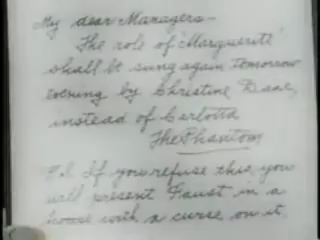 My dear Managers—
The role of 'Marguerite'
shall be sung again tomorrow
evening by Christine Daae,
instead of Carlotta
The Phantom
P.S. If you refuse this, you
will present Faust in a
house with a curse on it.